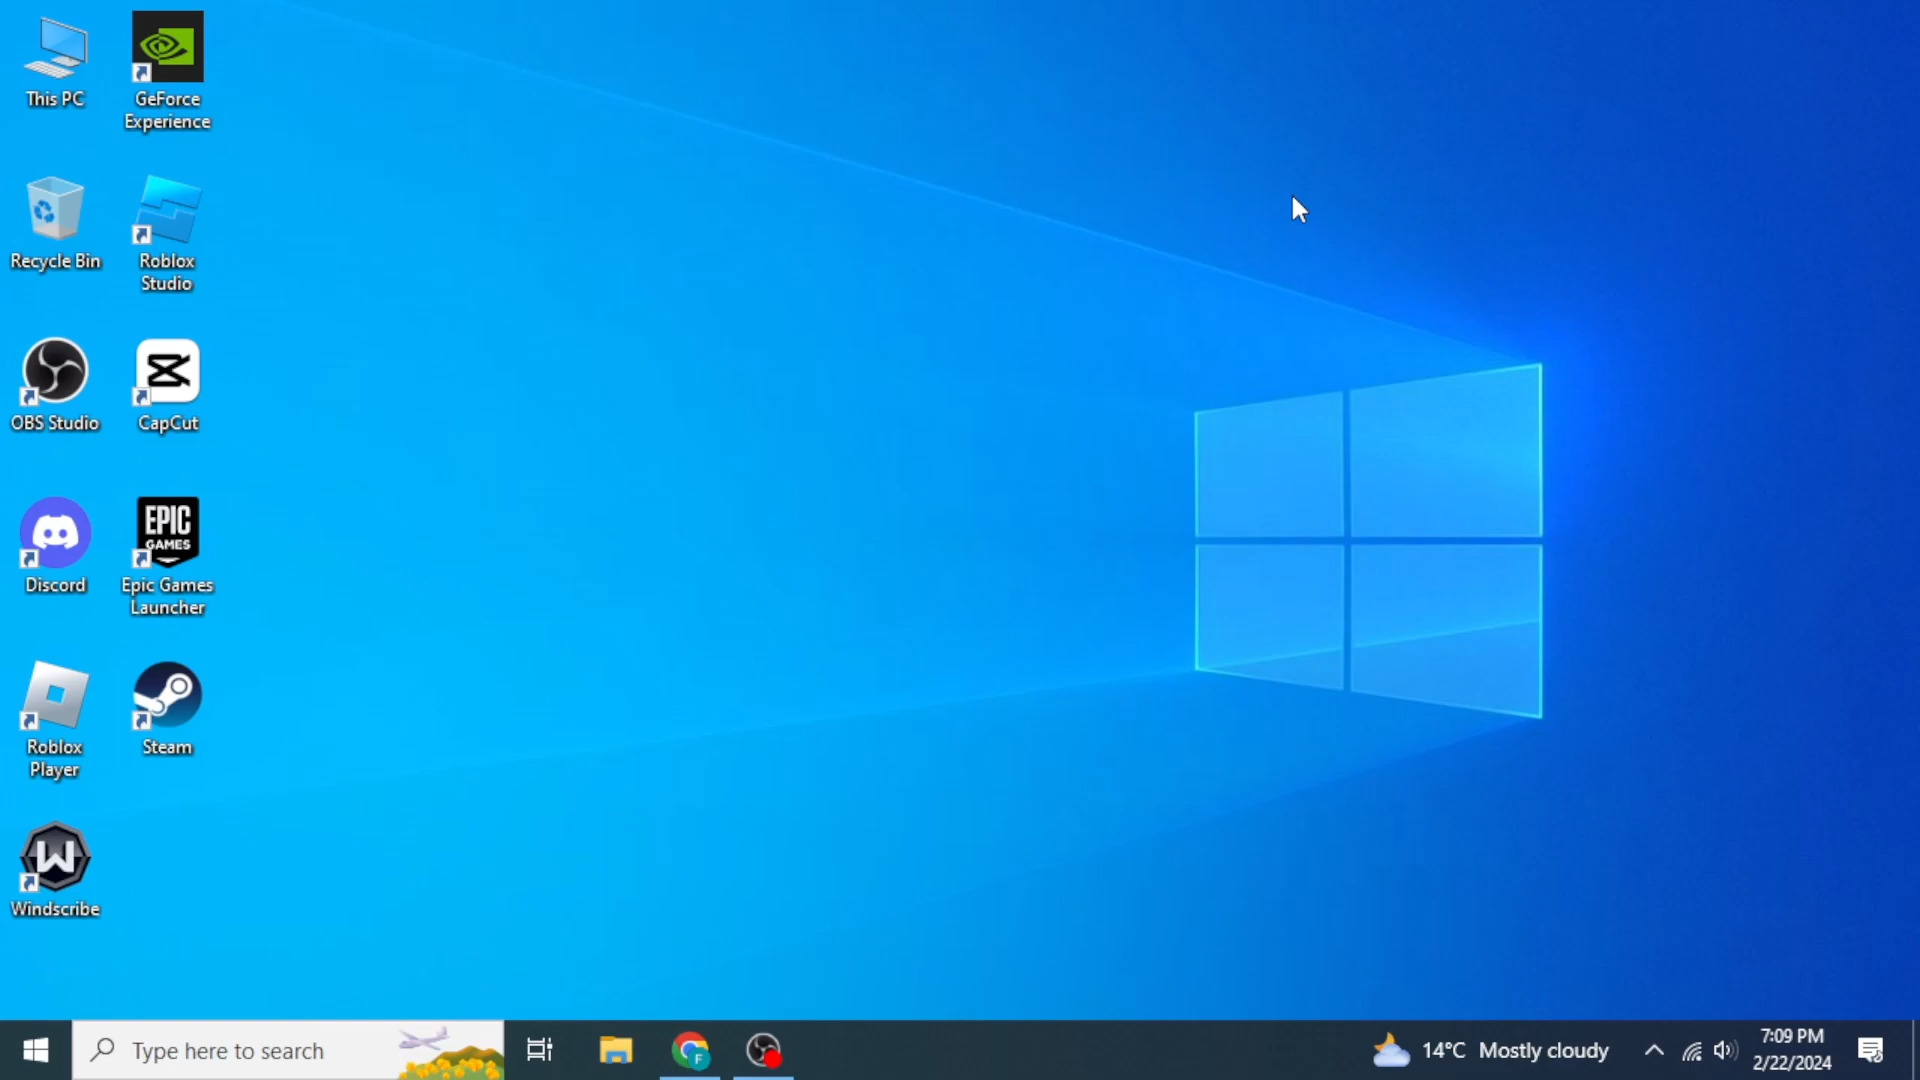 This PC
GeForce
Experience
Recycle Bin
Roblox
Studio
OBS Studio
CapCut
EPIC
GAMES
Discord
Epic Games
Launcher
Roblox
Player
Steam
W
Windscribe
Type here to search
F
14°C Mostly cloudy
7:09 PM
2/22/2024